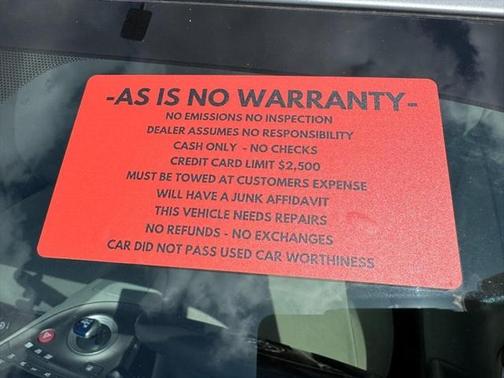 -AS IS NO WARRANTY-
NO EMISSIONS NO INSPECTION
DEALER ASSUMES NO RESPONSIBILITY
CASH ONLY - NO CHECKS
CREDIT CARD LIMIT $2,500
MUST BE TOWED AT CUSTOMERS EXPENSE
WILL HAVE A JUNK AFFIDAVIT
THIS VEHICLE NEEDS REPAIRS
NO REFUNDS - NO EXCHANGES
CAR DID NOT PASS USED CAR WORTHINESS